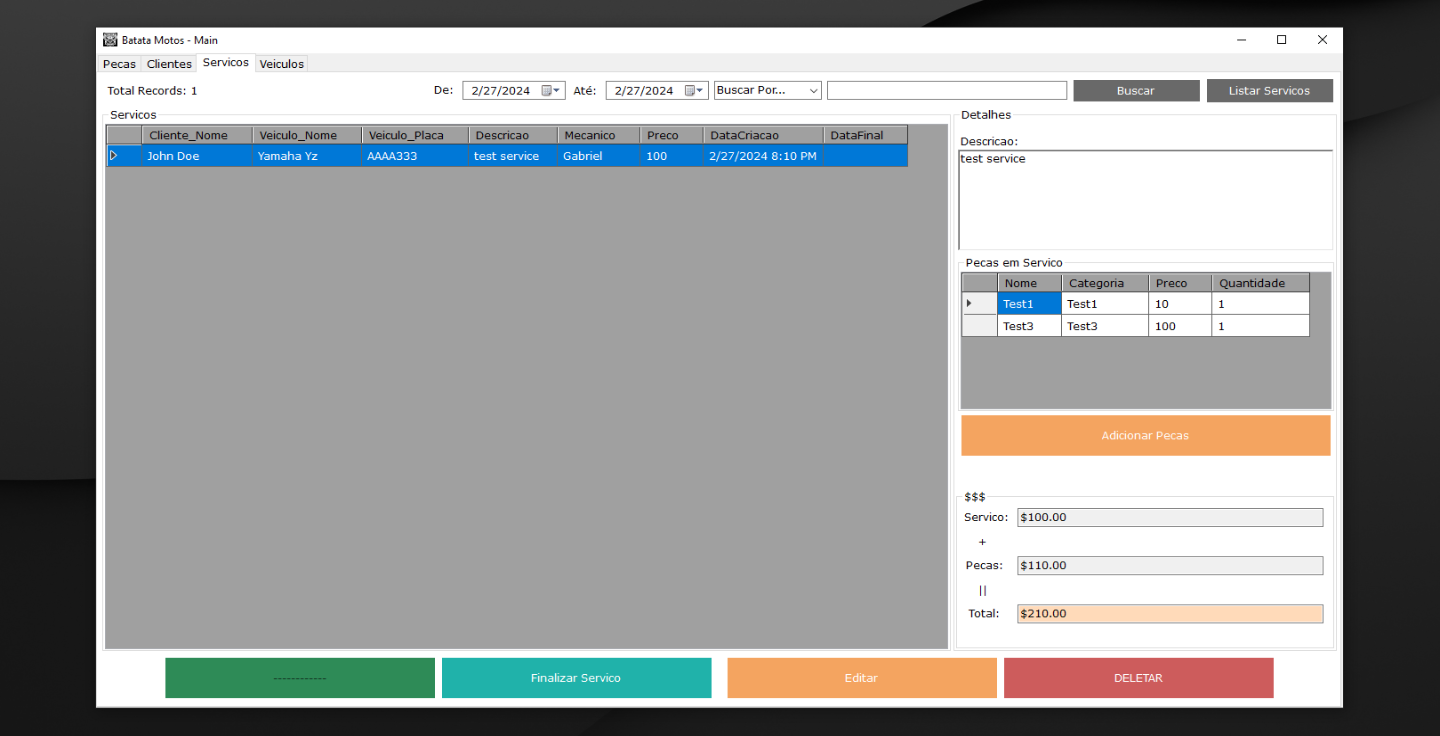 Batata Motos - Main
Pecas Clientes Servicos Veiculos
Total Records: 1 De: 2/27/2024 Até: 2/27/2024 Buscar Por... Buscar Listar Servicos
Servicos
Cliente_Nome Veiculo_Nome Veiculo_Placa Descricao Mecanico Preco DataCriacao DataFinal
John Doe Yamaha Yz AAAA333 test service Gabriel 100 2/27/2024 8:10 PM
Detalhes
Descricao:
test service
Pecas em Servico
Nome Categoria Preco Quantidade
Test1 Test1 10 1
Test3 Test3 100 1
Adicionar Pecas
$$$
Servico: $100.00
+
Pecas: $110.00
||
Total: $210.00
------------ Finalizar Servico Editar DELETAR